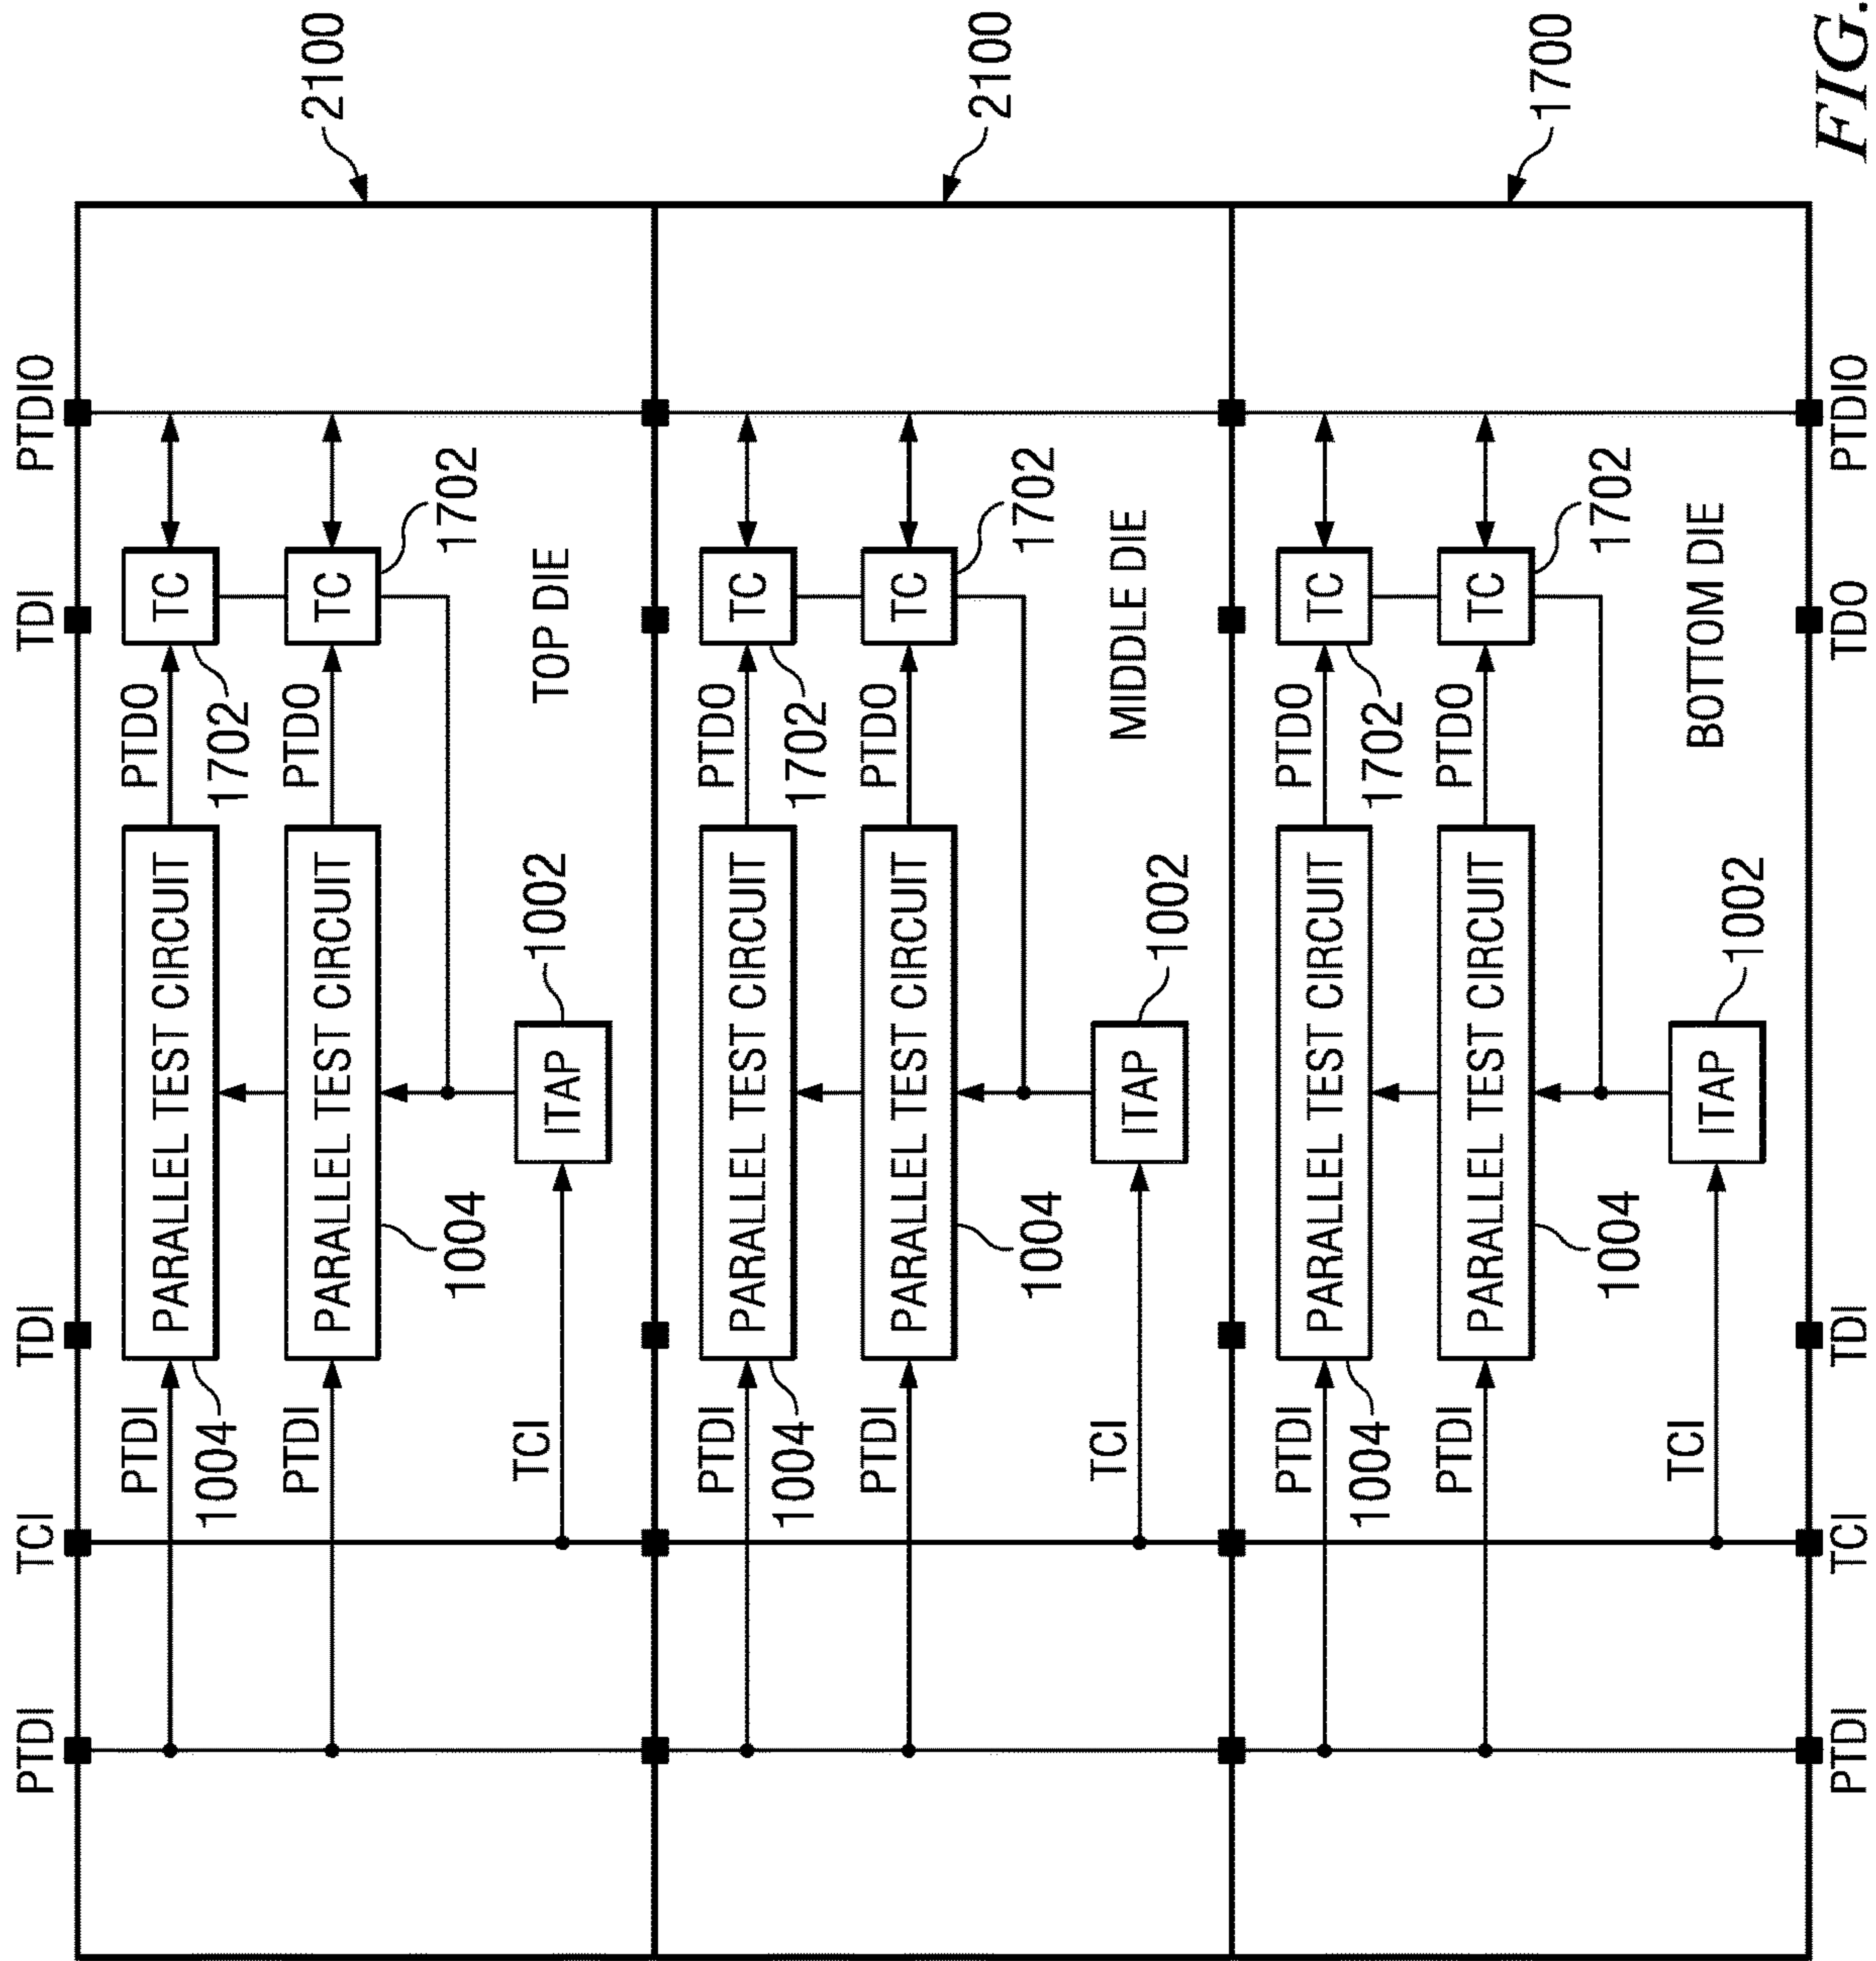 PTDI
TCI
TDI
TDI
PTDIO
PTDI
PARALLEL TEST CIRCUIT
PTDO
TC
1004
1702
2100
PTDI
PARALLEL TEST CIRCUIT
PTDO
TC
1004
1702
TCI
ITAP
1002
TOP DIE
PTDI
PARALLEL TEST CIRCUIT
PTDO
TC
1004
1702
2100
PTDI
PARALLEL TEST CIRCUIT
PTDO
TC
1004
1702
TCI
ITAP
1002
MIDDLE DIE
PTDI
PARALLEL TEST CIRCUIT
PTDO
TC
1004
1702
1700
PTDI
PARALLEL TEST CIRCUIT
PTDO
TC
1004
1702
TCI
ITAP
1002
BOTTOM DIE
PTDI
TCI
TDI
TDO
PTDIO
FIG.